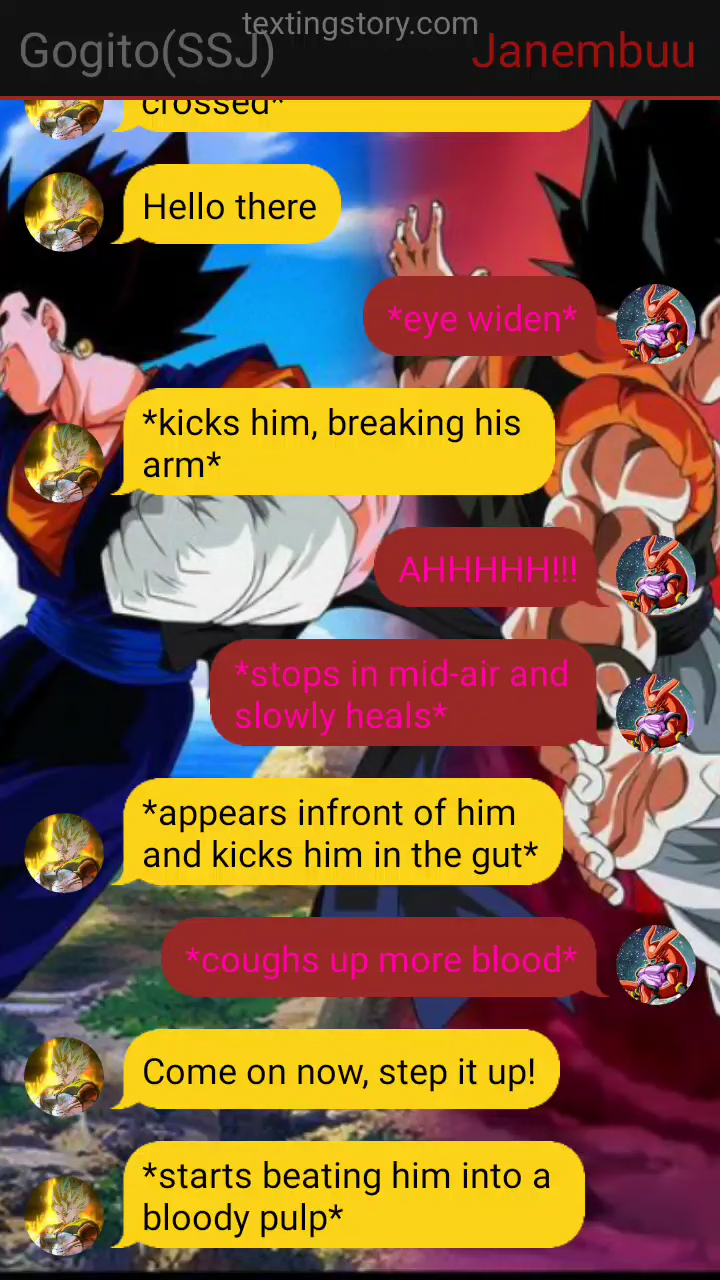 textingstory.com
Gogito(SSJ)
Janembuu
crossed*
Hello there
*eye widen*
*kicks him, breaking his
arm*
AHHHHH!!!
*stops in mid-air and
slowly heals*
*appears infront of him
and kicks him in the gut*
*coughs up more blood*
Come on now, step it up!
*starts beating him into a
bloody pulp*